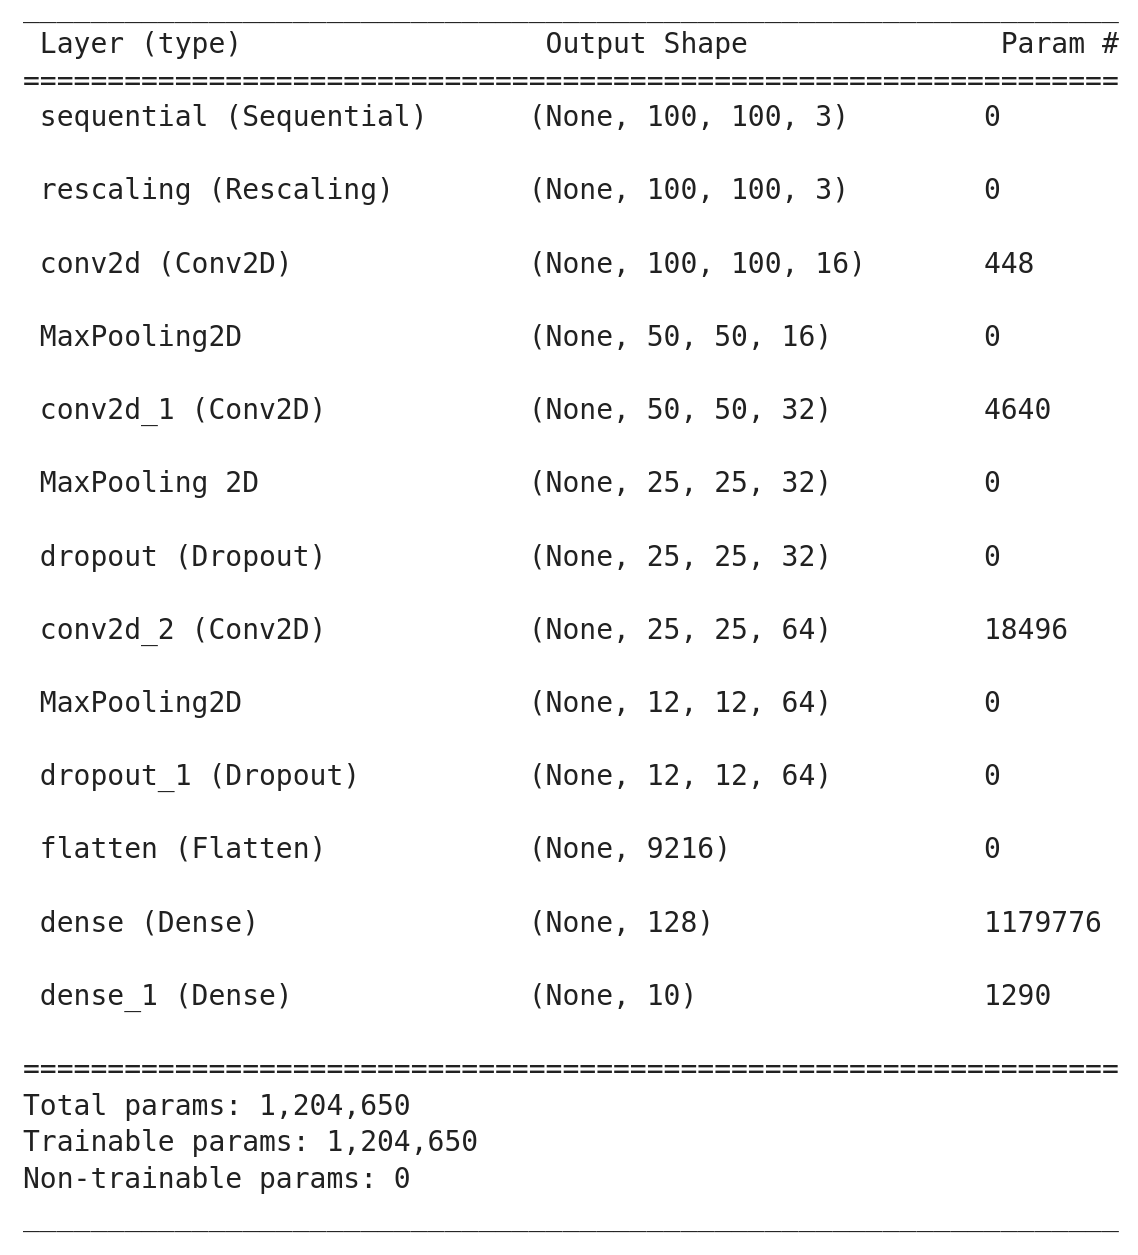 _________________________________________________________________
 Layer (type)                  Output Shape               Param #
=================================================================
 sequential (Sequential)      (None, 100, 100, 3)        0
 rescaling (Rescaling)        (None, 100, 100, 3)        0
 conv2d (Conv2D)              (None, 100, 100, 16)       448
 MaxPooling2D                 (None, 50, 50, 16)         0
 conv2d_1 (Conv2D)            (None, 50, 50, 32)         4640
 MaxPooling 2D                (None, 25, 25, 32)         0
 dropout (Dropout)            (None, 25, 25, 32)         0
 conv2d_2 (Conv2D)            (None, 25, 25, 64)         18496
 MaxPooling2D                 (None, 12, 12, 64)         0
 dropout_1 (Dropout)          (None, 12, 12, 64)         0
 flatten (Flatten)            (None, 9216)               0
 dense (Dense)                (None, 128)                1179776
 dense_1 (Dense)              (None, 10)                 1290
=================================================================
Total params: 1,204,650
Trainable params: 1,204,650
Non-trainable params: 0
_________________________________________________________________